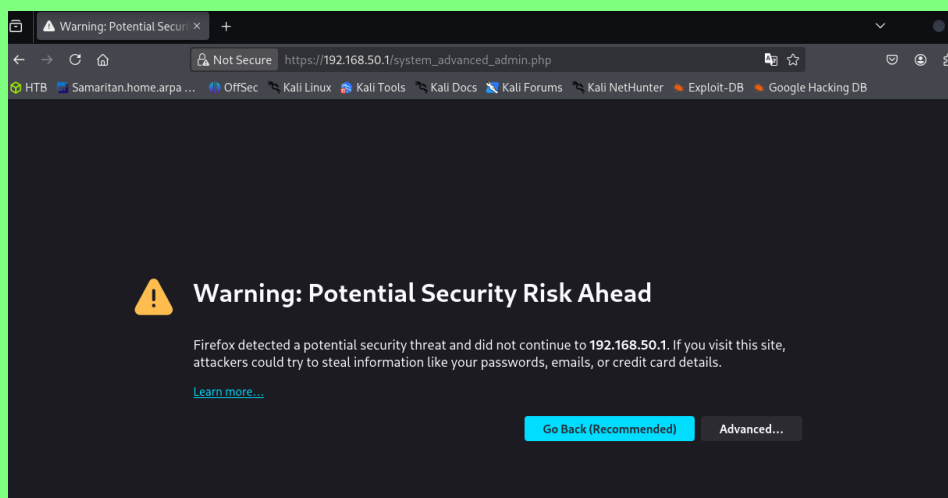 Warning: Potential Securi
Not Secure https://192.168.50.1/system_advanced_admin.php
HTB Samaritan.home.arpa ... OffSec Kali Linux Kali Tools Kali Docs Kali Forums Kali NetHunter Exploit-DB Google Hacking DB
Warning: Potential Security Risk Ahead
Firefox detected a potential security threat and did not continue to 192.168.50.1. If you visit this site,
attackers could try to steal information like your passwords, emails, or credit card details.
Learn more...
Go Back (Recommended) Advanced...